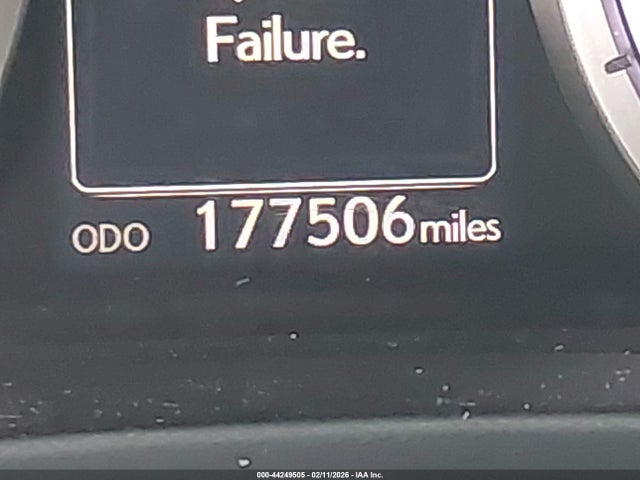 Failure.
ODO 177506 miles
000-44249505 - 02/11/2026 - IAA Inc.